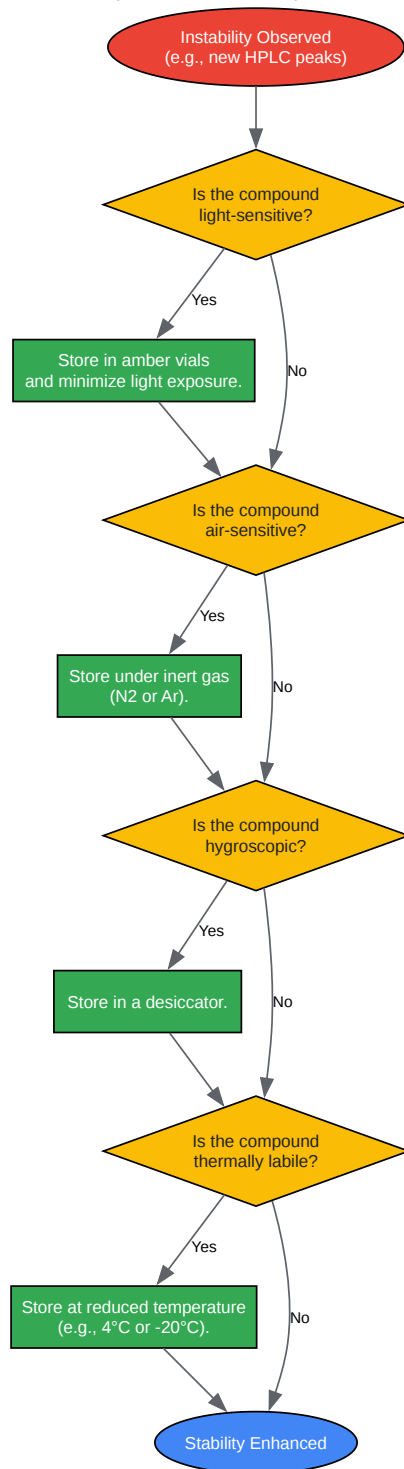 Instability Observed
(e.g., new HPLC peaks)
Is the compound
light-sensitive?
Yes
Store in amber vials
and minimize light exposure.
No
Is the compound
air-sensitive?
Yes
Store under inert gas
(N2 or Ar).
No
Is the compound
hygroscopic?
Yes
Store in a desiccator.
No
Is the compound
thermally labile?
Yes
Store at reduced temperature
(e.g., 4°C or -20°C).
No
Stability Enhanced